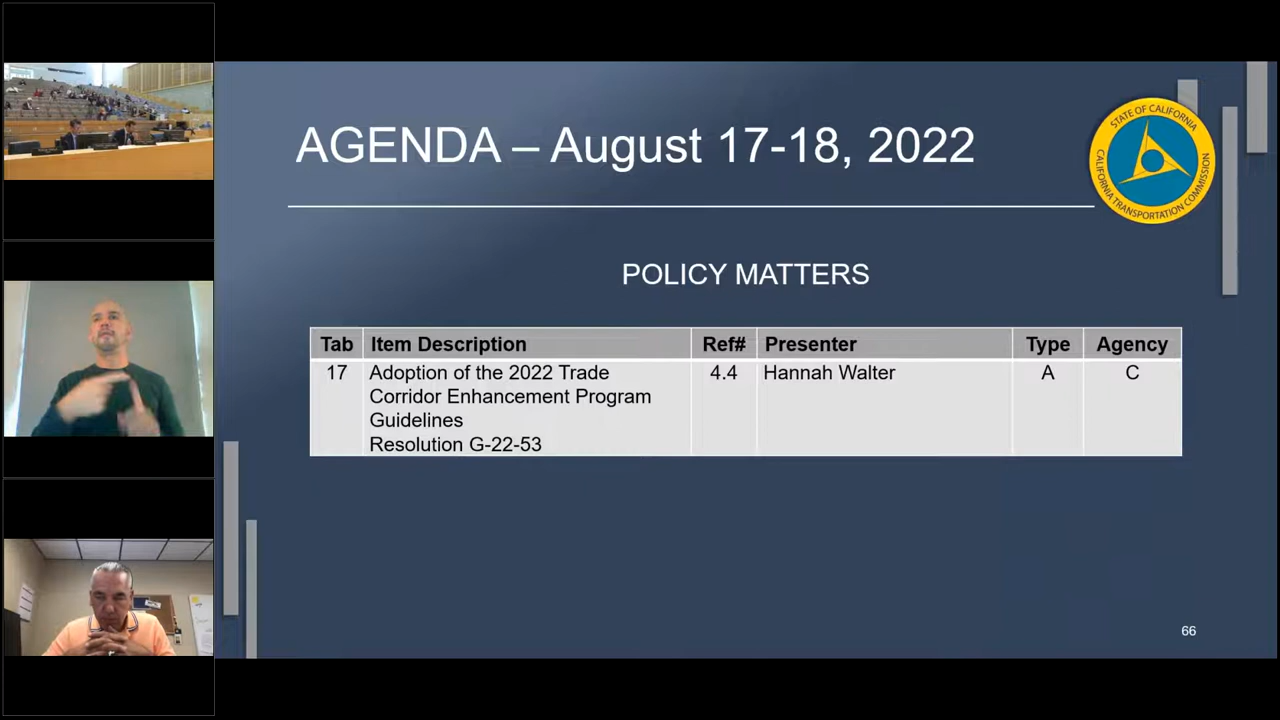 AGENDA – August 17-18, 2022
STATE OF CALIFORNIA
CALIFORNIA TRANSPORTATION COMMISSION
POLICY MATTERS
Tab Item Description Ref# Presenter Type Agency
17 Adoption of the 2022 Trade 4.4 Hannah Walter A C
Corridor Enhancement Program
Guidelines
Resolution G-22-53
66